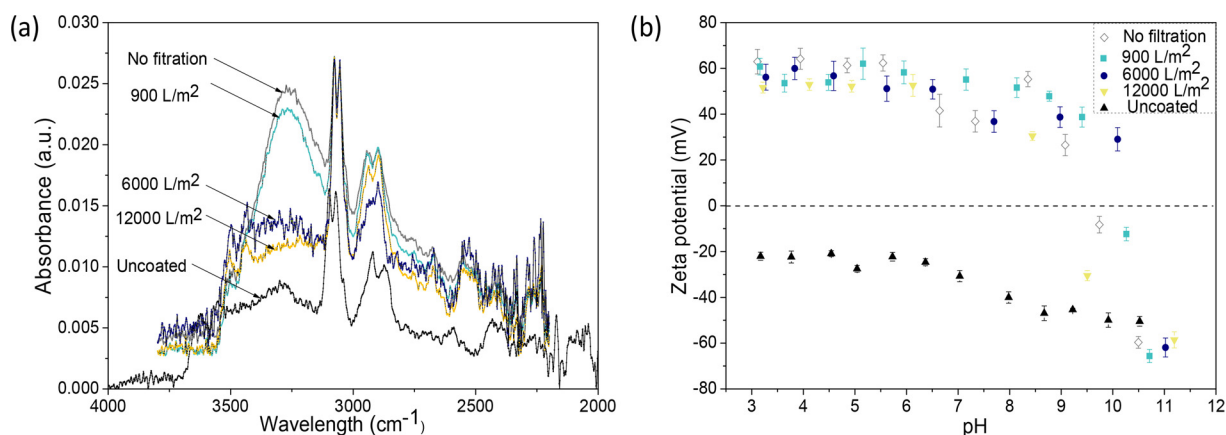 (a)
0.030
0.025
0.020
0.015
0.010
0.005
0.000
Absorbance (a.u.)
No fitration
900 L/m²
6000 L/m²
12000 L/m²
Uncoated
4000 3500 3000 2500 2000
Wavelength (cm⁻¹)
(b)
80
60
40
20
0
-20
-40
-60
-80
Zeta potential (mV)
No filtration
900 L/m²
6000 L/m²
12000 L/m²
Uncoated
3 4 5 6 7 8 9 10 11 12
pH